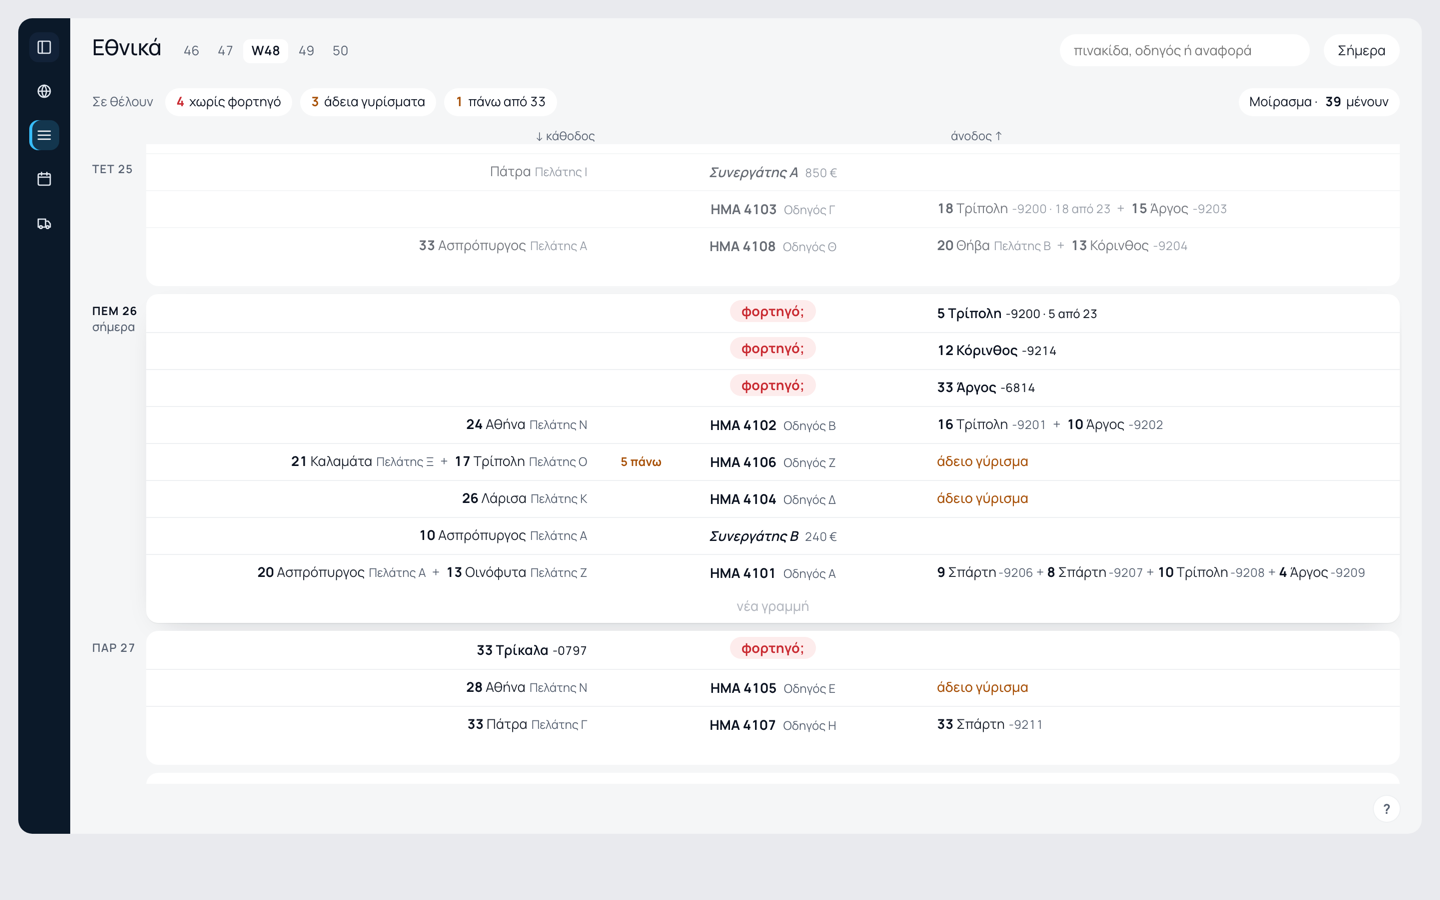 Εθνικά 46 47 W48 49 50 πινακίδα, οδηγός ή αναφορά Σήμερα
Σε θέλουν 4 χωρίς φορτηγό 3 άδεια γυρίσματα 1 πάνω από 33 Μοίρασμα · 39 μένουν
↓ κάθοδος άνοδος ↑
ΤΕΤ 25 Πάτρα Πελάτης Ι Συνεργάτης Α 850 €
ΗΜΑ 4103 Οδηγός Γ 18 Τρίπολη -9200 · 18 από 23 + 15 Άργος -9203
33 Ασπρόπυργος Πελάτης Α ΗΜΑ 4108 Οδηγός Θ 20 Θήβα Πελάτης Β + 13 Κόρινθος -9204
ΠΕΜ 26 φορτηγό; 5 Τρίπολη -9200 · 5 από 23
σήμερα
φορτηγό; 12 Κόρινθος -9214
φορτηγό; 33 Άργος -6814
24 Αθήνα Πελάτης Ν ΗΜΑ 4102 Οδηγός Β 16 Τρίπολη -9201 + 10 Άργος -9202
21 Καλαμάτα Πελάτης Ξ + 17 Τρίπολη Πελάτης Ο 5 πάνω ΗΜΑ 4106 Οδηγός Ζ άδειο γύρισμα
26 Λάρισα Πελάτης Κ ΗΜΑ 4104 Οδηγός Δ άδειο γύρισμα
10 Ασπρόπυργος Πελάτης Α Συνεργάτης Β 240 €
20 Ασπρόπυργος Πελάτης Α + 13 Οινόφυτα Πελάτης Ζ ΗΜΑ 4101 Οδηγός Α 9 Σπάρτη -9206 + 8 Σπάρτη -9207 + 10 Τρίπολη -9208 + 4 Άργος -9209
νέα γραμμή
ΠΑΡ 27 33 Τρίκαλα -0797 φορτηγό;
28 Αθήνα Πελάτης Ν ΗΜΑ 4105 Οδηγός Ε άδειο γύρισμα
33 Πάτρα Πελάτης Γ ΗΜΑ 4107 Οδηγός Η 33 Σπάρτη -9211
?